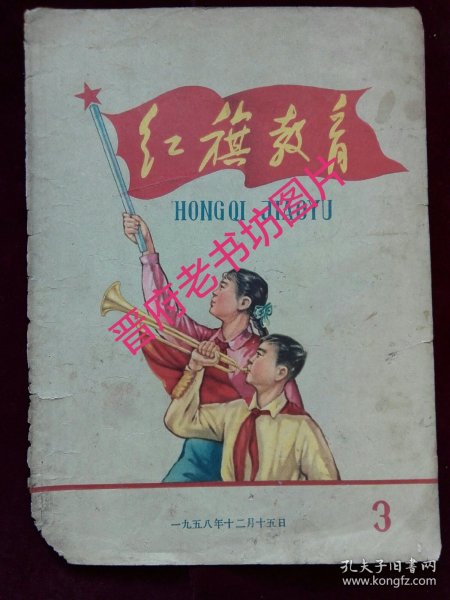 红旗教育
HONGQI JIAOYU
晋府老书坊图片
一九五八年十二月十五日
3
孔夫子旧书网
www.kongfz.com